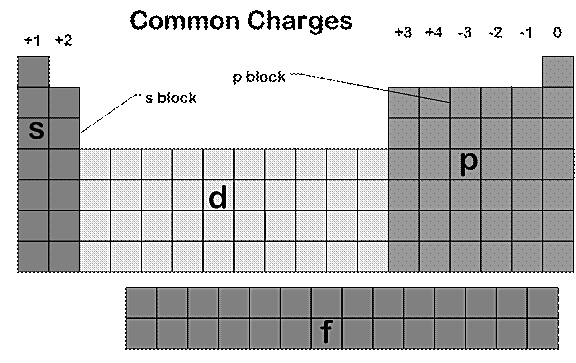 Common Charges
+1 +2 +3 +4 -3 -2 -1 0
p block
s block
s
p
d
f